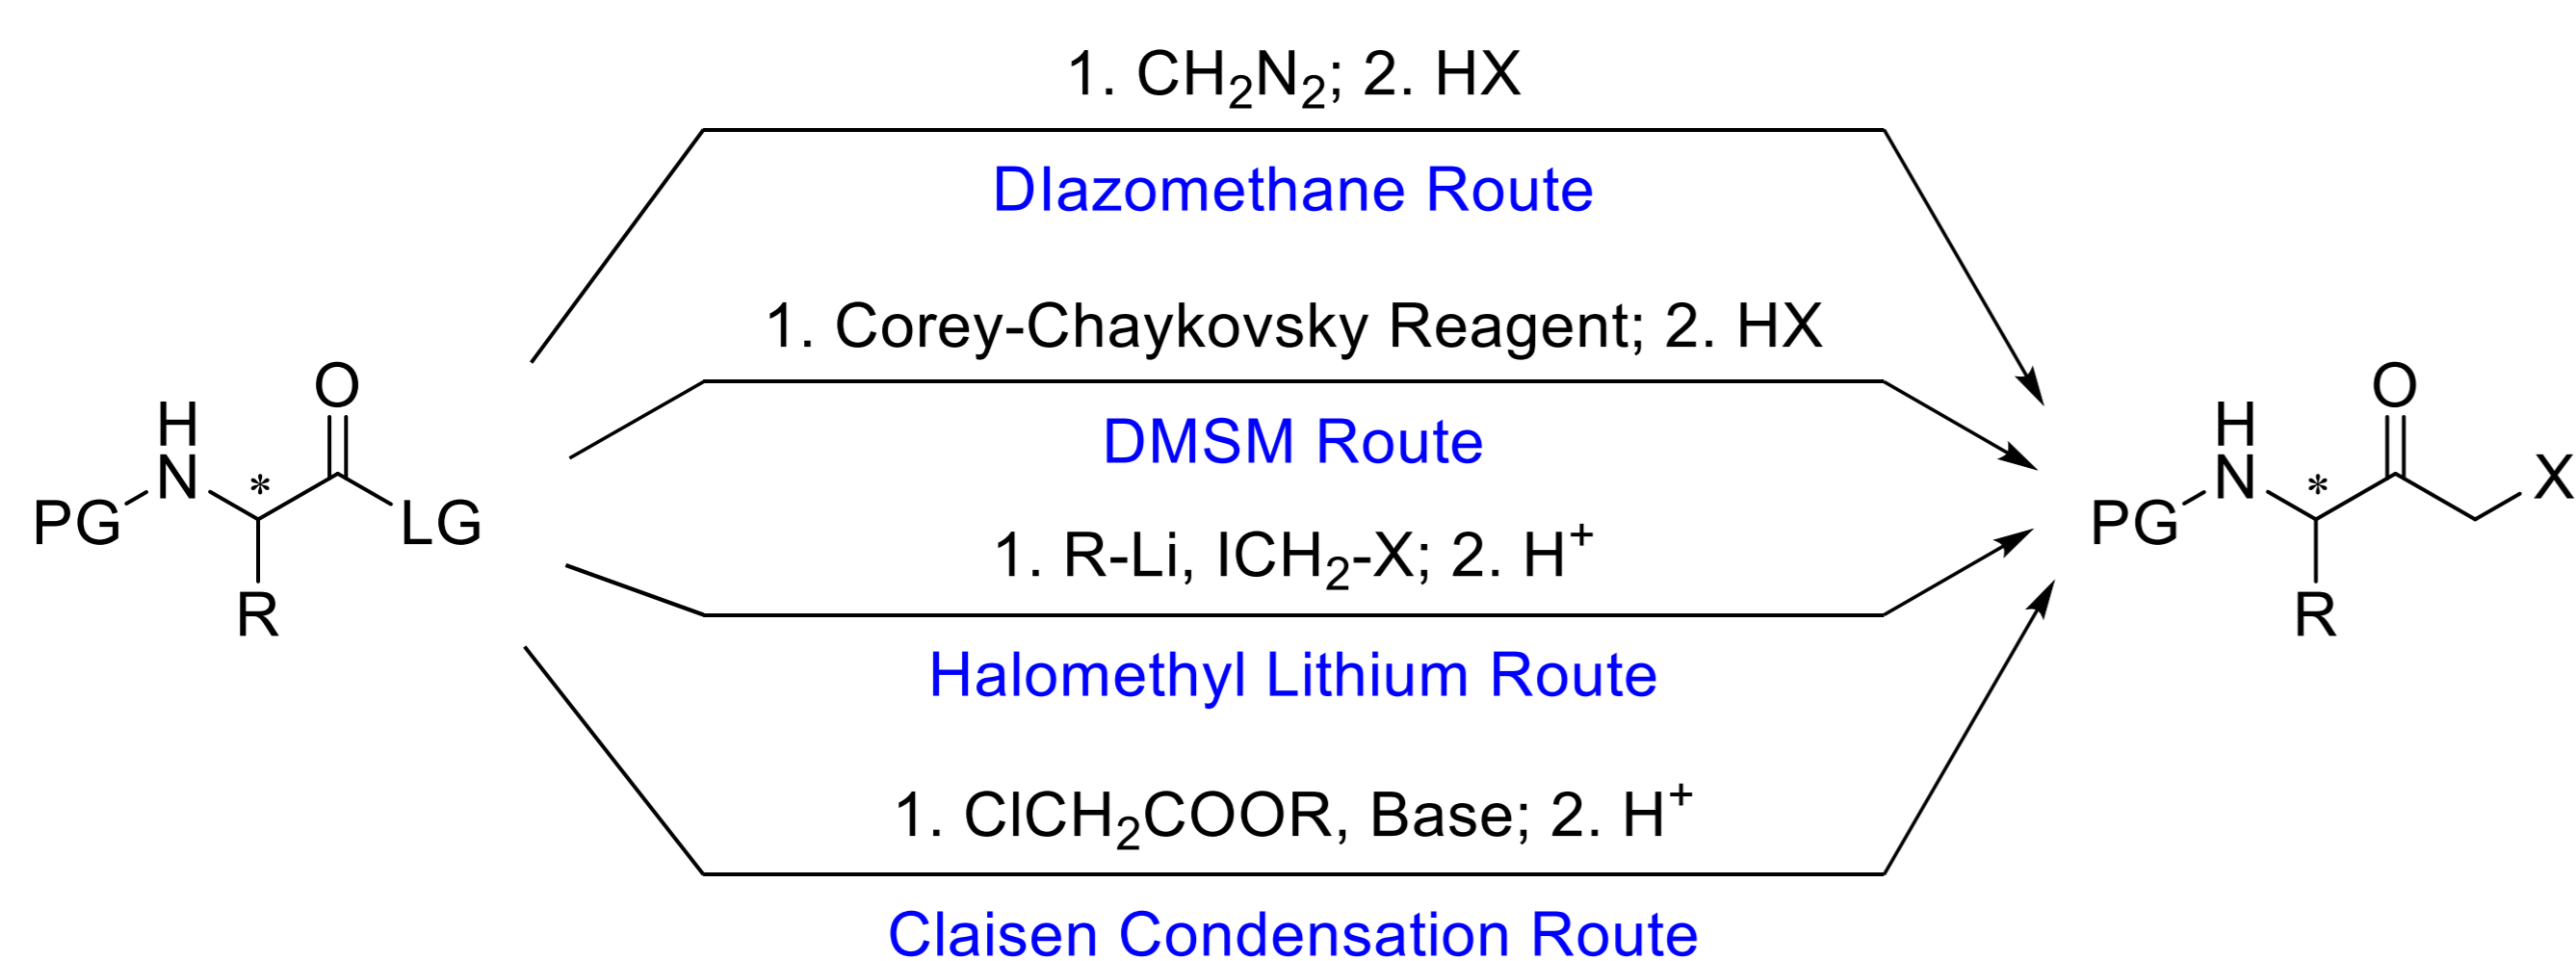 1. CH₂N₂; 2. HX
DIazomethane Route
1. Corey-Chaykovsky Reagent; 2. HX
DMSM Route
1. R-Li, ICH₂-X; 2. H⁺
Halomethyl Lithium Route
1. ClCH₂COOR, Base; 2. H⁺
Claisen Condensation Route
O
H
N
*
PG
LG
R
O
H
N
*
X
PG
R